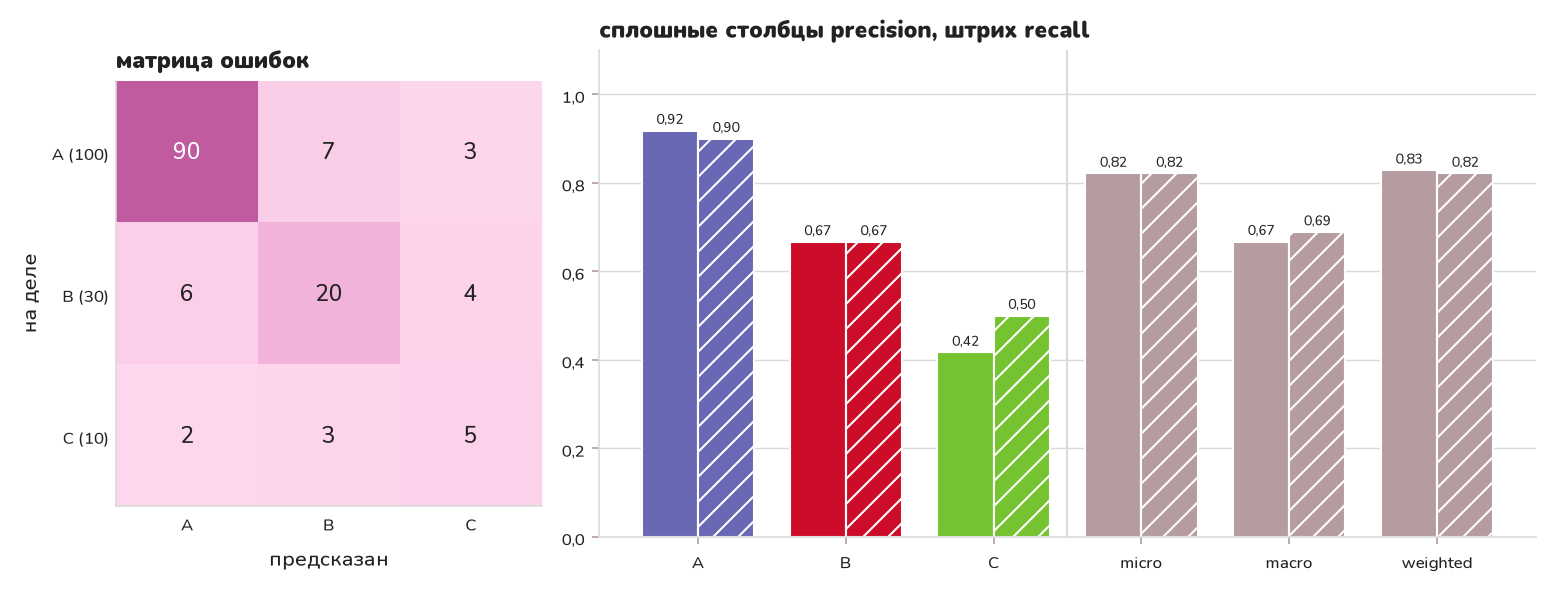 матрица ошибок
на деле
A (100)
B (30)
C (10)
90 7 3
6 20 4
2 3 5
A B C
предсказан
сплошные столбцы precision, штрих recall
1,0
0,8
0,6
0,4
0,2
0,0
0,92 0,90
0,67 0,67
0,42 0,50
0,82 0,82
0,67 0,69
0,83 0,82
A B C micro macro weighted